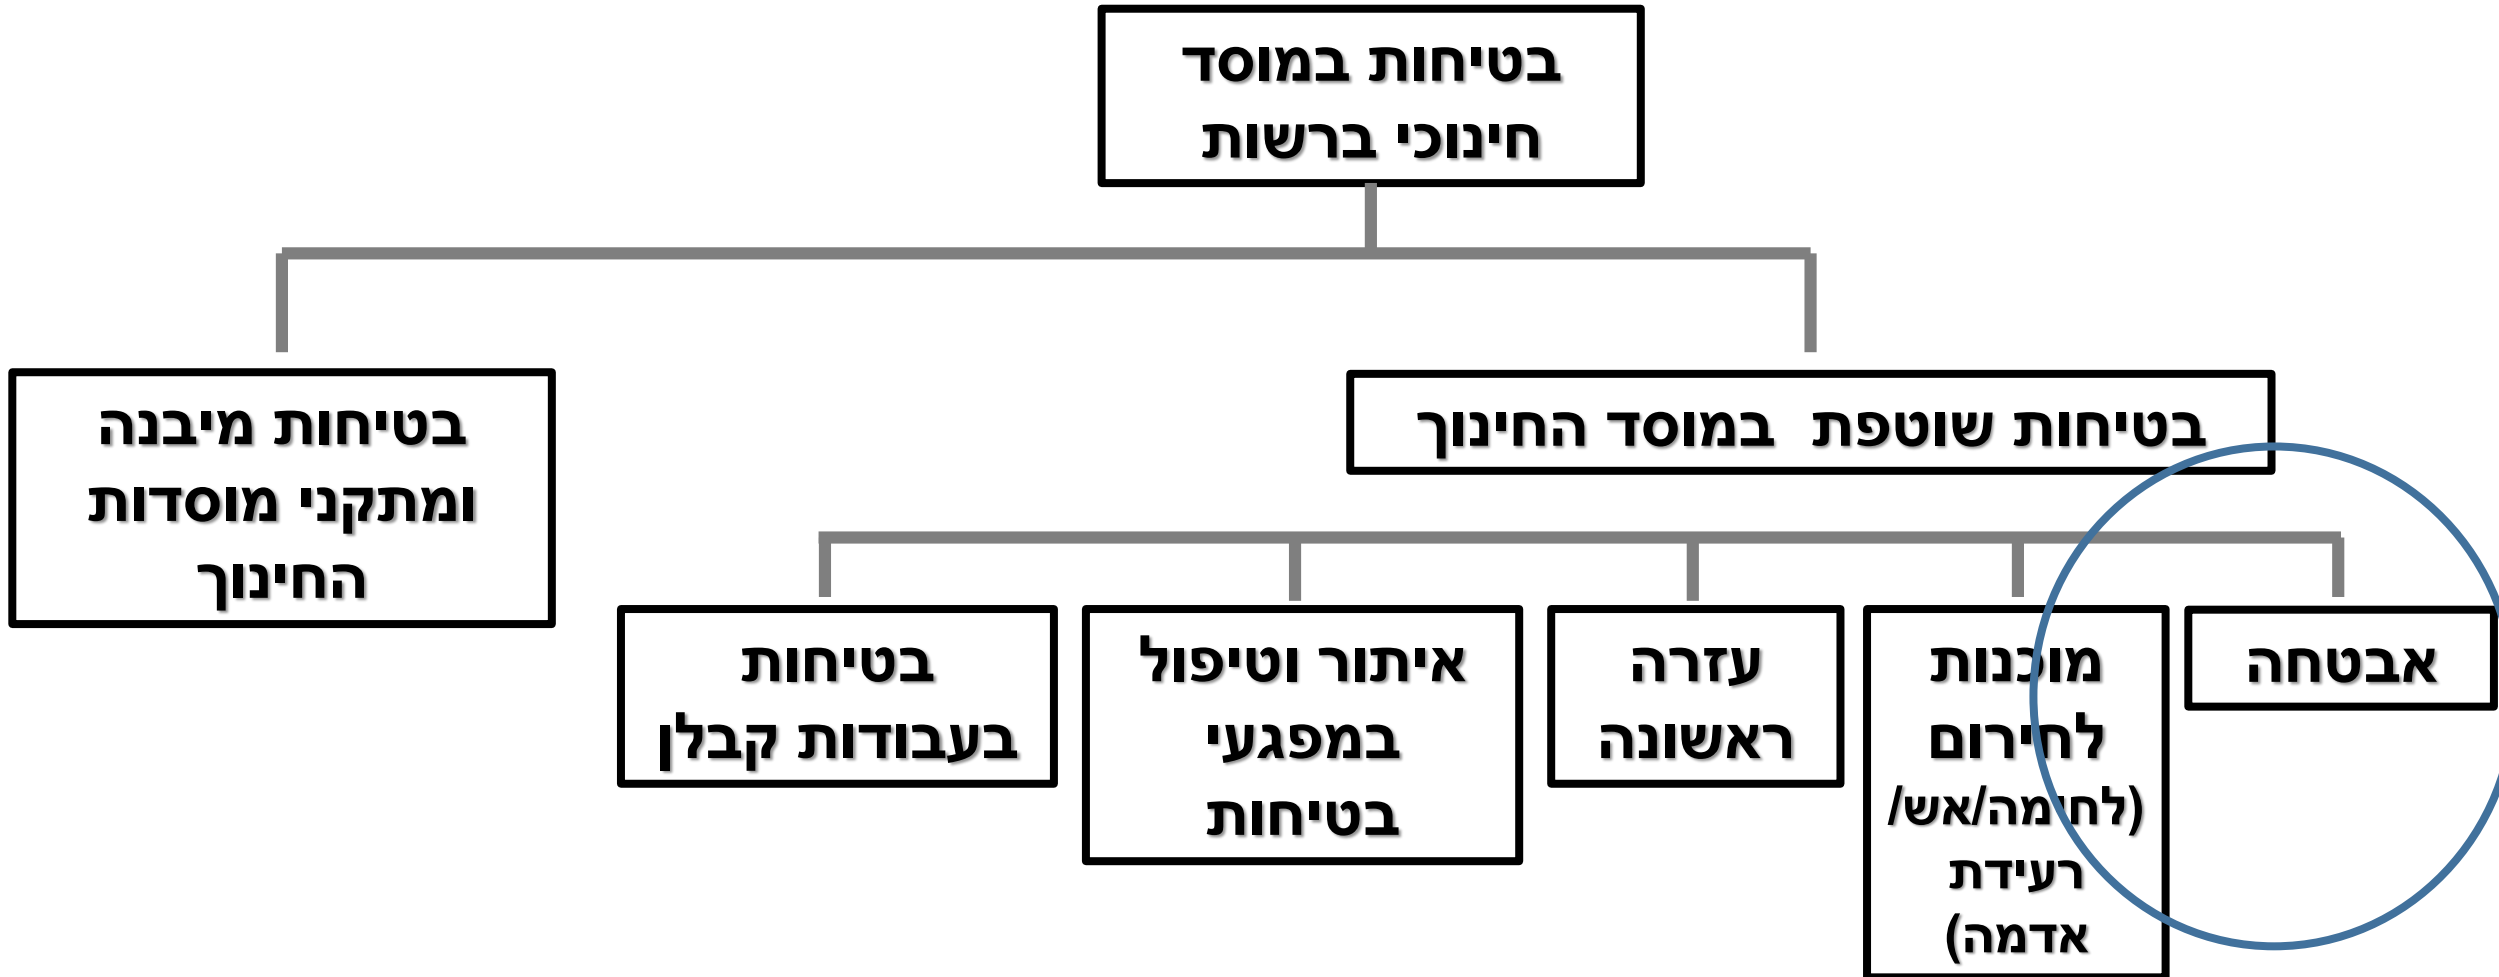 בטיחות במוסד
חינוכי ברשות
בטיחות שוטפת  במוסד החינוך
בטיחות מיבנה
ומתקני מוסדות
החינוך
אבטחה
מוכנות
לחירום
(לחימה/אש/
רעידת
אדמה)
עזרה
ראשונה
איתור וטיפול
במפגעי
בטיחות
בטיחות
בעבודות קבלן